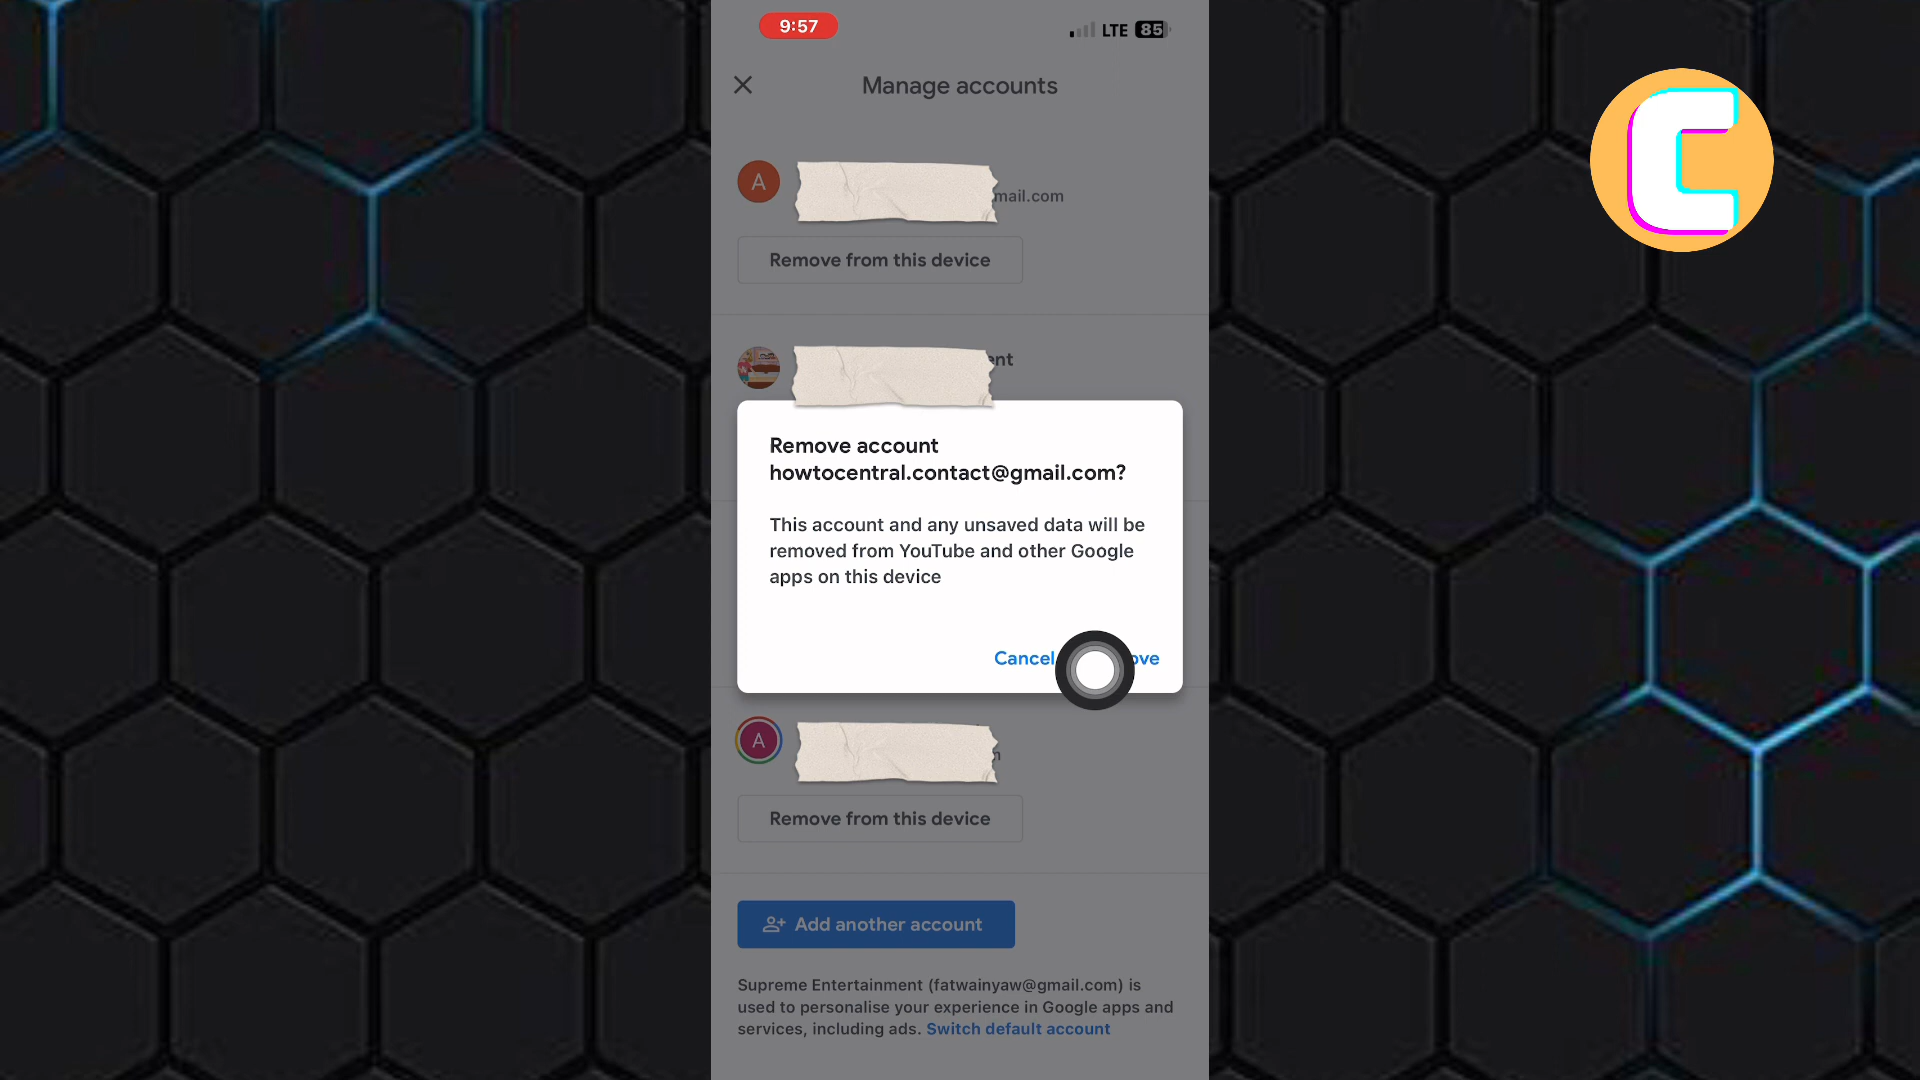 9:57
LTE 85
Manage accounts
C
A
mail.com
Remove from this device
Remove account
howtocentral.contact@gmail.com?
This account and any unsaved data will be
removed from YouTube and other Google
apps on this device
Cancel
A
Remove from this device
Add another account
Supreme Entertainment (fatwainyaw@gmail.com) is
used to personalise your experience in Google apps and
services, including ads. Switch default account